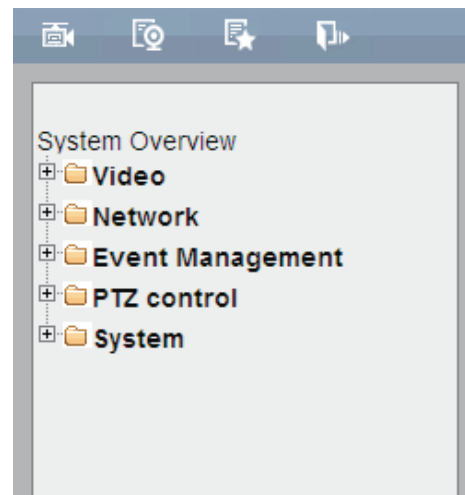 System Overview
Video
Network
Event Management
PTZ control
System